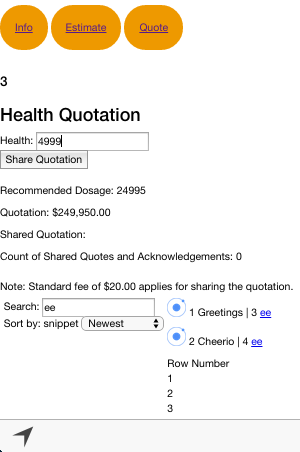 Info Estimate Quote
3
Health Quotation
Health: 4999
Share Quotation
Recommended Dosage: 24995
Quotation: $249,950.00
Shared Quotation:
Count of Shared Quotes and Acknowledgements: 0
Note: Standard fee of $20.00 applies for sharing the quotation.
Search: ee
Sort by: snippet Newest
1 Greetings | 3 ee
2 Cheerio | 4 ee
Row Number
1
2
3